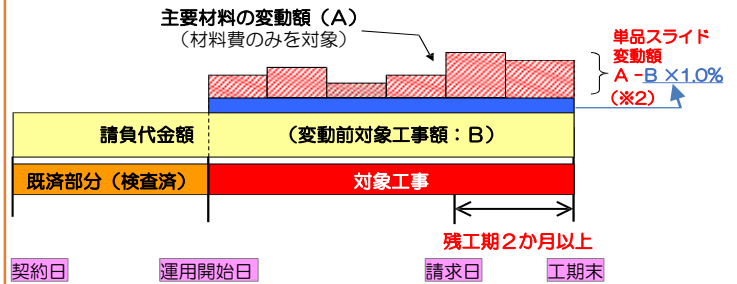 主要材料の変動額（A）
（材料費のみを対象）
単品スライド
変動額
A －B ×1.0%
（※2）
請負代金額　（変動前対象工事額：B）
既済部分（検査済）　対象工事
残工期２か月以上
契約日　運用開始日　請求日　工期末